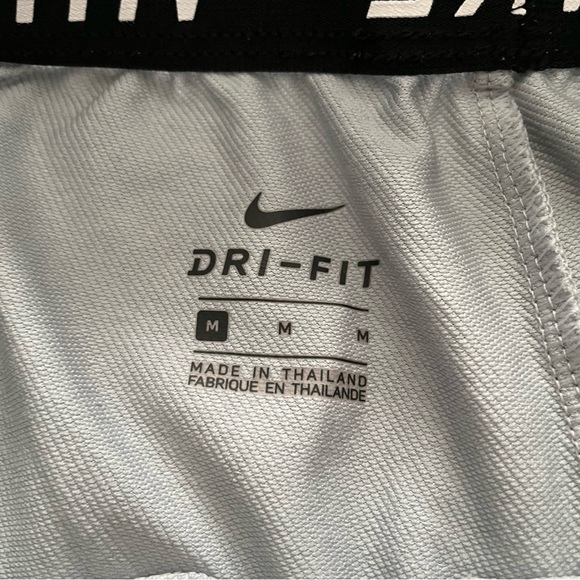 DRI-FIT
M M M
MADE IN THAILAND
FABRIQUE EN THAILANDE